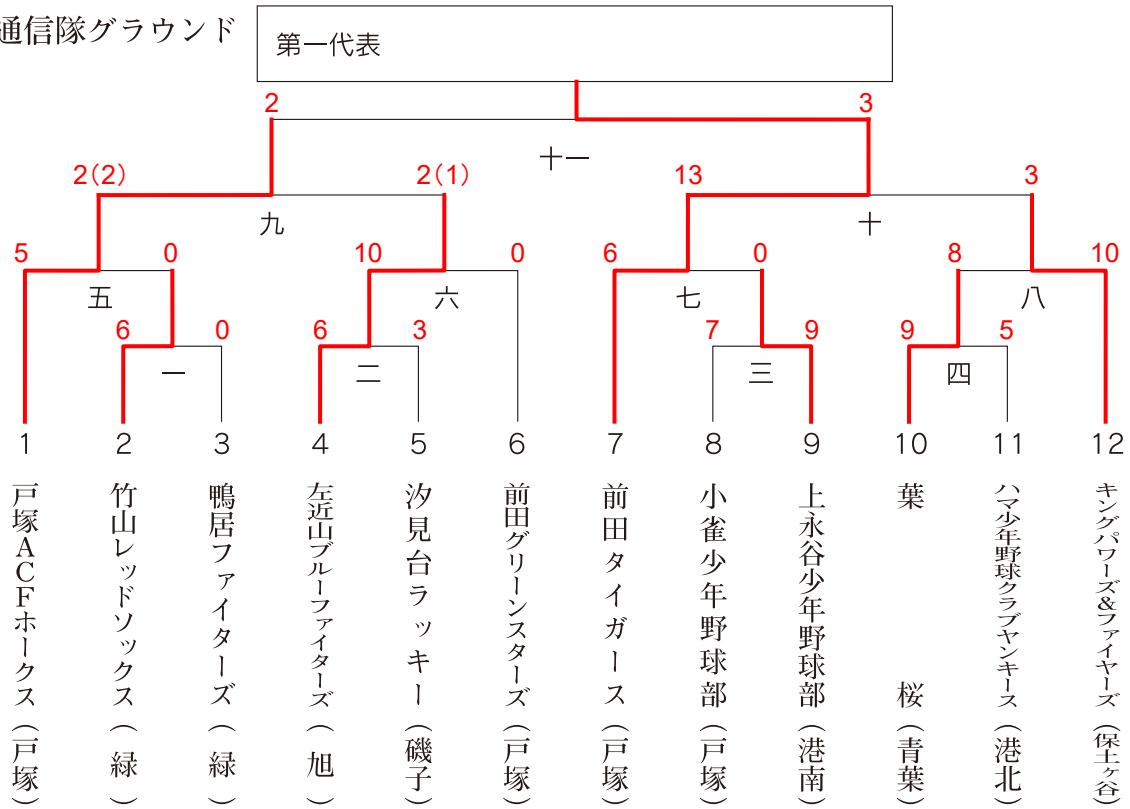 通信隊グラウンド
第一代表
2
3
十一
2(2)
2(1)
13
3
九
十
5
0
10
0
6
0
8
10
五
六
七
八
6
0
6
3
7
9
9
5
一
二
三
四
1
2
3
4
5
6
7
8
9
10
11
12
戸塚ACFホークス(戸塚)
竹山レッドソックス(緑)
鴨居ファイターズ(緑)
左近山ブルーファイターズ(旭)
汐見台ラッキー(磯子)
前田グリーンスターズ(戸塚)
前田タイガース(戸塚)
小雀少年野球部(戸塚)
上永谷少年野球部(港南)
葉桜(青葉)
ハマ少年野球クラブヤンキース(港北)
キングパワーズ&ファイヤーズ(保土ヶ谷)